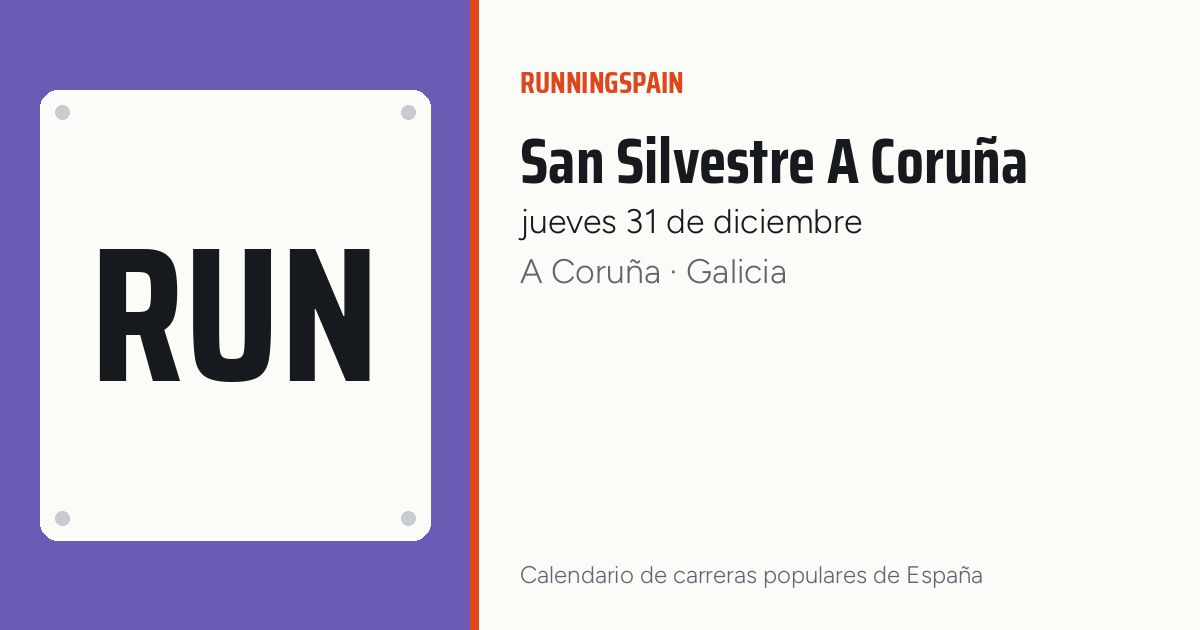 RUN
RUNNINGSPAIN
San Silvestre A Coruña
jueves 31 de diciembre
A Coruña · Galicia
Calendario de carreras populares de España